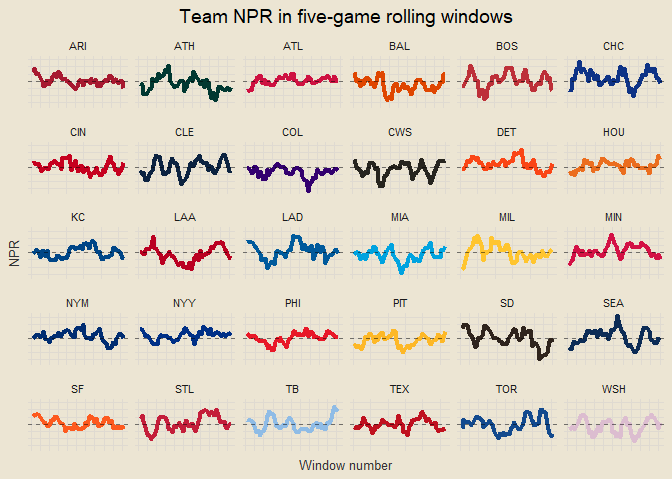 Team NPR in five-game rolling windows
ARI ATH ATL BAL BOS CHC
CIN CLE COL CWS DET HOU
KC LAA LAD MIA MIL MIN
NPR
NYM NYY PHI PIT SD SEA
SF STL TB TEX TOR WSH
Window number